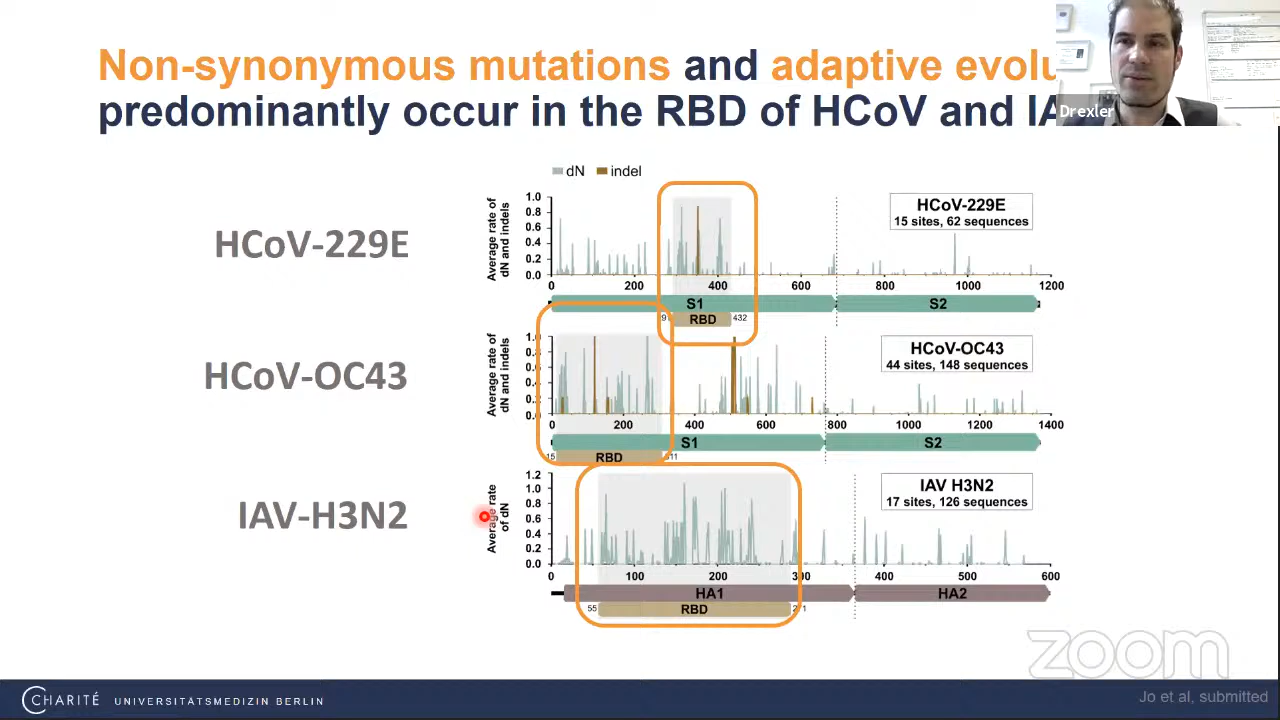 Non-synonymous mutations and adaptive evolu
predominantly occur in the RBD of HCoV and IA
Drexler
dN indel
HCoV-229E
Average rate of
dN and indels
1.0
0.8
0.6
0.4
0.2
0.0
HCoV-229E
15 sites, 62 sequences
0 200 400 600 800 1000 1200
S1 S2
RBD 432
HCoV-OC43
Average rate of
dN and indels
HCoV-OC43
44 sites, 148 sequences
0 200 400 600 800 1000 1200 1400
S1 S2
15 RBD
IAV-H3N2
Average rate
of dN
1.2
1.0
0.8
0.6
0.4
0.2
0.0
IAV H3N2
17 sites, 126 sequences
0 100 200 300 400 500 600
HA1 HA2
55 RBD
zoom
CHARITÉ UNIVERSITÄTSMEDIZIN BERLIN
Jo et al, submitted